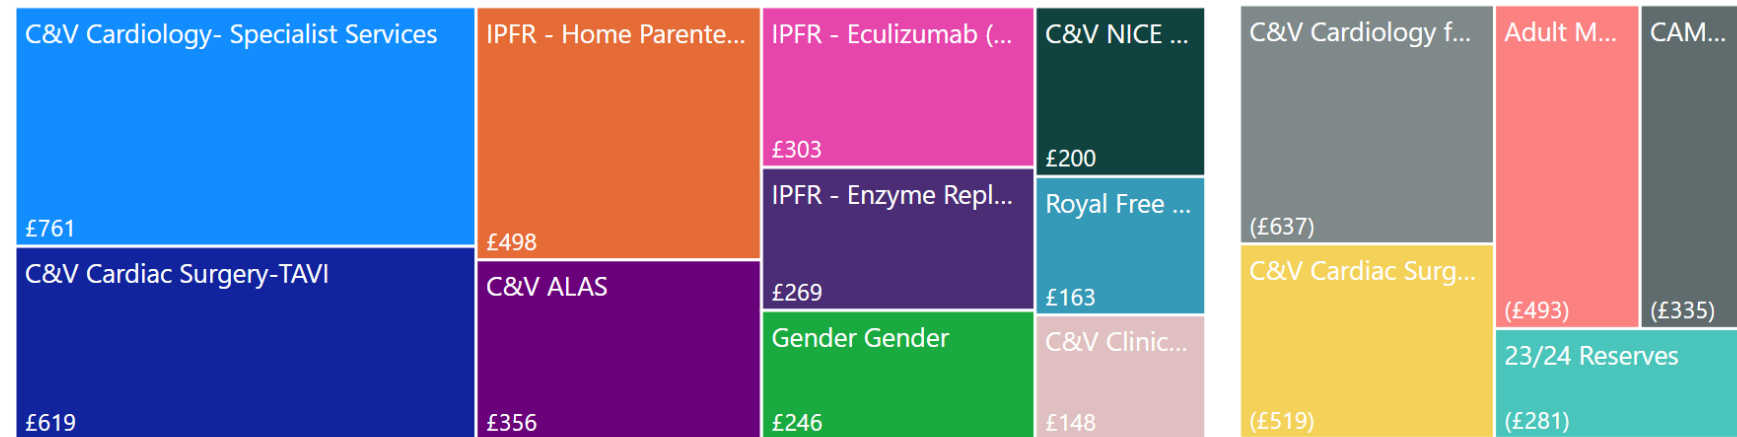 C&V Cardiology- Specialist Services
£761
C&V Cardiac Surgery-TAVI
£619
IPFR - Home Parente...
£498
C&V ALAS
£356
IPFR - Eculizumab (...
£303
IPFR - Enzyme Repl...
£269
Gender Gender
£246
C&V NICE ...
£200
Royal Free ...
£163
C&V Clinic...
£148
C&V Cardiology f...
(£637)
C&V Cardiac Surg...
(£519)
Adult M...
(£493)
CAM...
(£335)
23/24 Reserves
(£281)